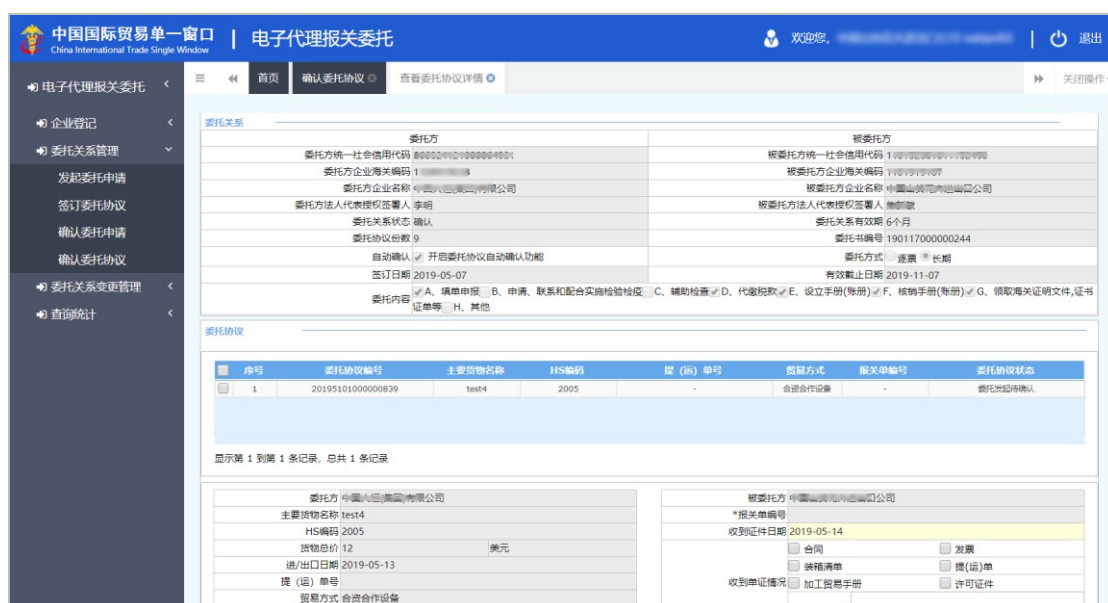 中国国际贸易单一窗口 | 电子代理报关委托
China International Trade Single Window
欢迎您,
退出
电子代理报关委托
首页 确认委托协议 查看委托协议详情 关闭操作
企业登记
委托关系管理
发起委托申请
签订委托协议
确认委托申请
确认委托协议
委托关系变更管理
查询统计
委托关系
委托方 被委托方
委托方统一社会信用代码 被委托方统一社会信用代码
委托方企业海关编码 被委托方企业海关编码
委托方企业名称 被委托方企业名称
委托方法人代表授权签署人 李明 被委托方法人代表授权签署人
委托关系状态 确认 委托关系有效期 6个月
委托协议份数 9 委托书编号 190117000000244
自动确认 开启委托协议自动确认功能 委托方式 逐票 长期
签订日期 2019-05-07 有效截止日期 2019-11-07
委托内容 A、填单申报 B、申请、联系和配合实施检验检疫 C、辅助检查 D、代缴税款 E、设立手册(账册) F、核销手册(账册) G、领取海关证明文件,证书
证单等 H、其他
委托协议
序号 委托协议编号 主要货物名称 HS编码 提（运）单号 贸易方式 报关单编号 委托协议状态
1 20195101000000839 test4 2005 - 合资合作设备 - 委托发起待确认
显示第 1 到第 1 条记录，总共 1 条记录
委托方 被委托方
主要货物名称 test4 *报关单编号
HS编码 2005 收到证件日期 2019-05-14
货物总价 12 美元 合同 发票
进/出口日期 2019-05-13 装箱清单 提(运)单
提（运）单号 收到单证情况 加工贸易手册 许可证件
贸易方式 合资合作设备